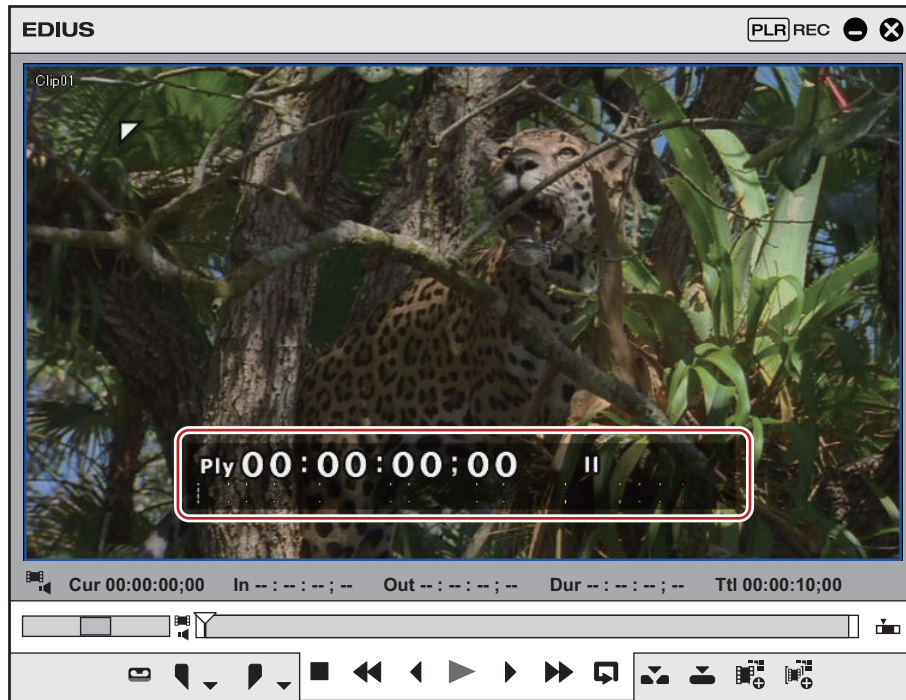 EDIUS
PLR REC
Clip01
Ply 00:00:00;00
Cur 00:00:00;00 In -- : -- : -- ; -- Out -- : -- : -- ; -- Dur -- : -- : -- ; -- Ttl 00:00:10;00